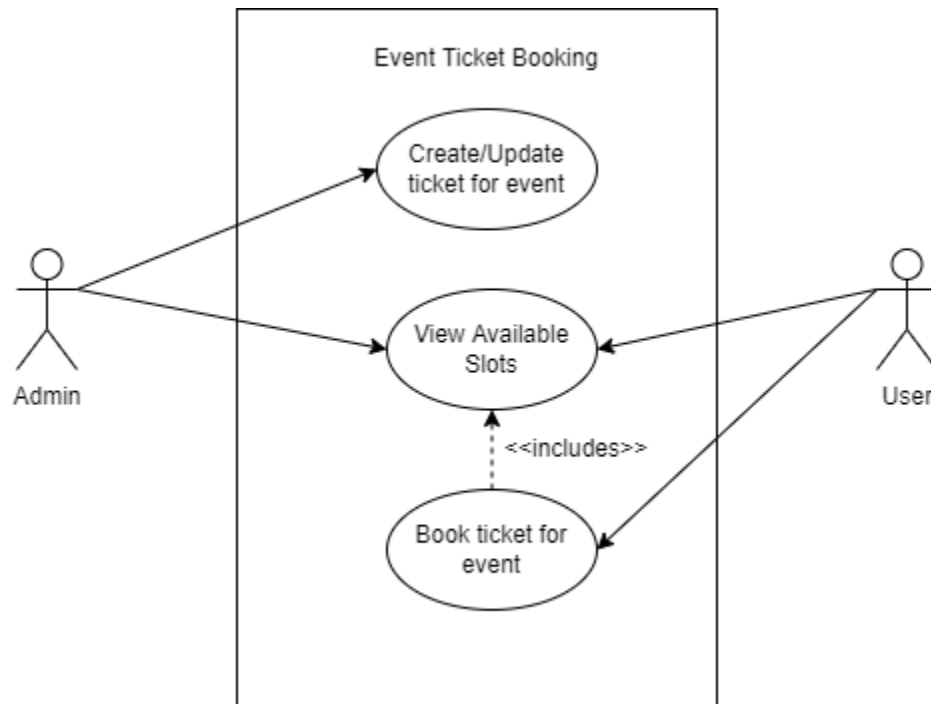 Event Ticket Booking
Create/Update
ticket for event
View Available
Slots
Admin
User
<<includes>>
Book ticket for
event